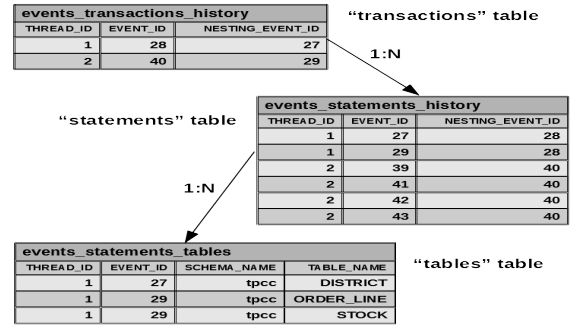 events_transactions_history
"transactions" table
THREAD_ID EVENT_ID NESTING_EVENT_ID
1 28 27
2 40 29
1:N
events_statements_history
"statements" table
THREAD_ID EVENT_ID NESTING_EVENT_ID
1 27 28
1 29 28
2 39 40
2 41 40
2 42 40
2 43 40
1:N
events_statements_tables
"tables" table
THREAD_ID EVENT_ID SCHEMA_NAME TABLE_NAME
1 27 tpcc DISTRICT
1 29 tpcc ORDER_LINE
1 29 tpcc STOCK